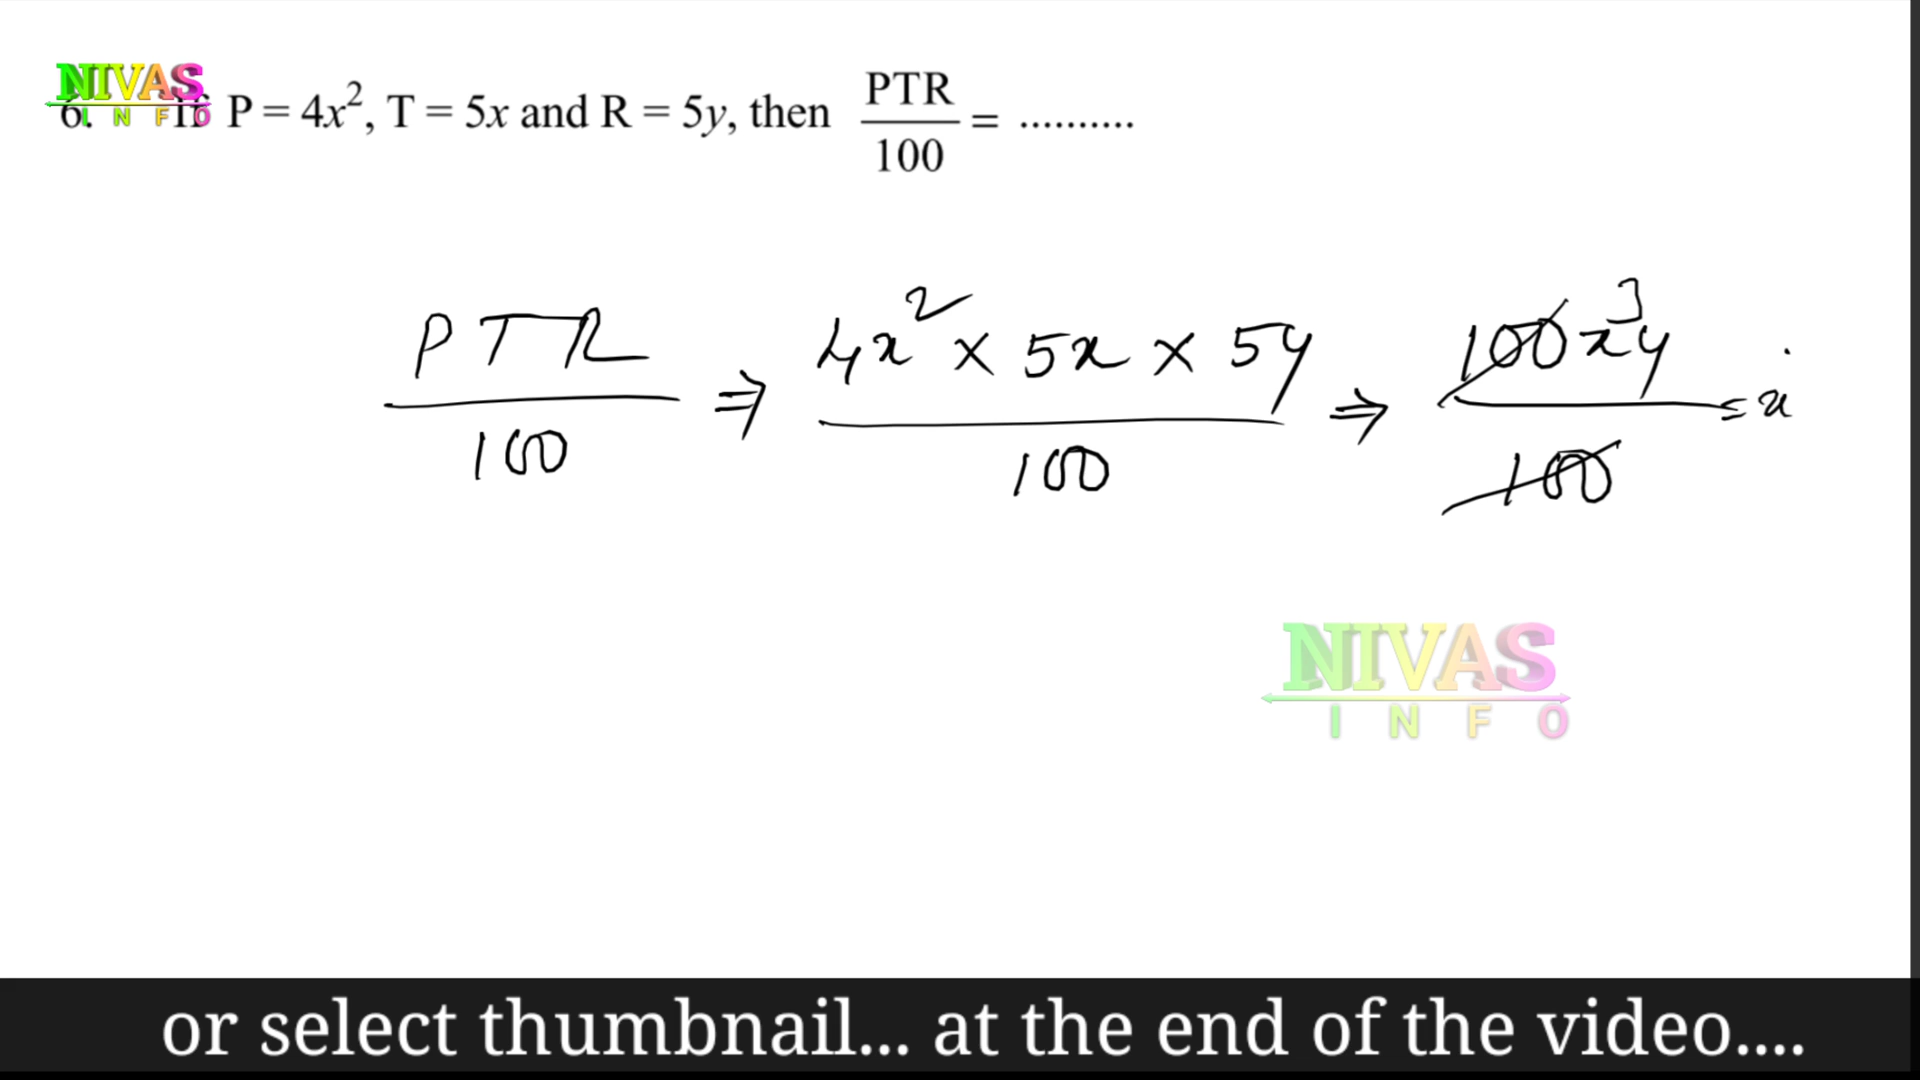 NIVAS
INFO
6. If P = 4x², T = 5x and R = 5y, then PTR/100 = ..........
PTR/100 ⇒ 4x² × 5x × 5y/100 ⇒ 100x³y/100 = x
NIVAS
INFO
or select thumbnail... at the end of the video....